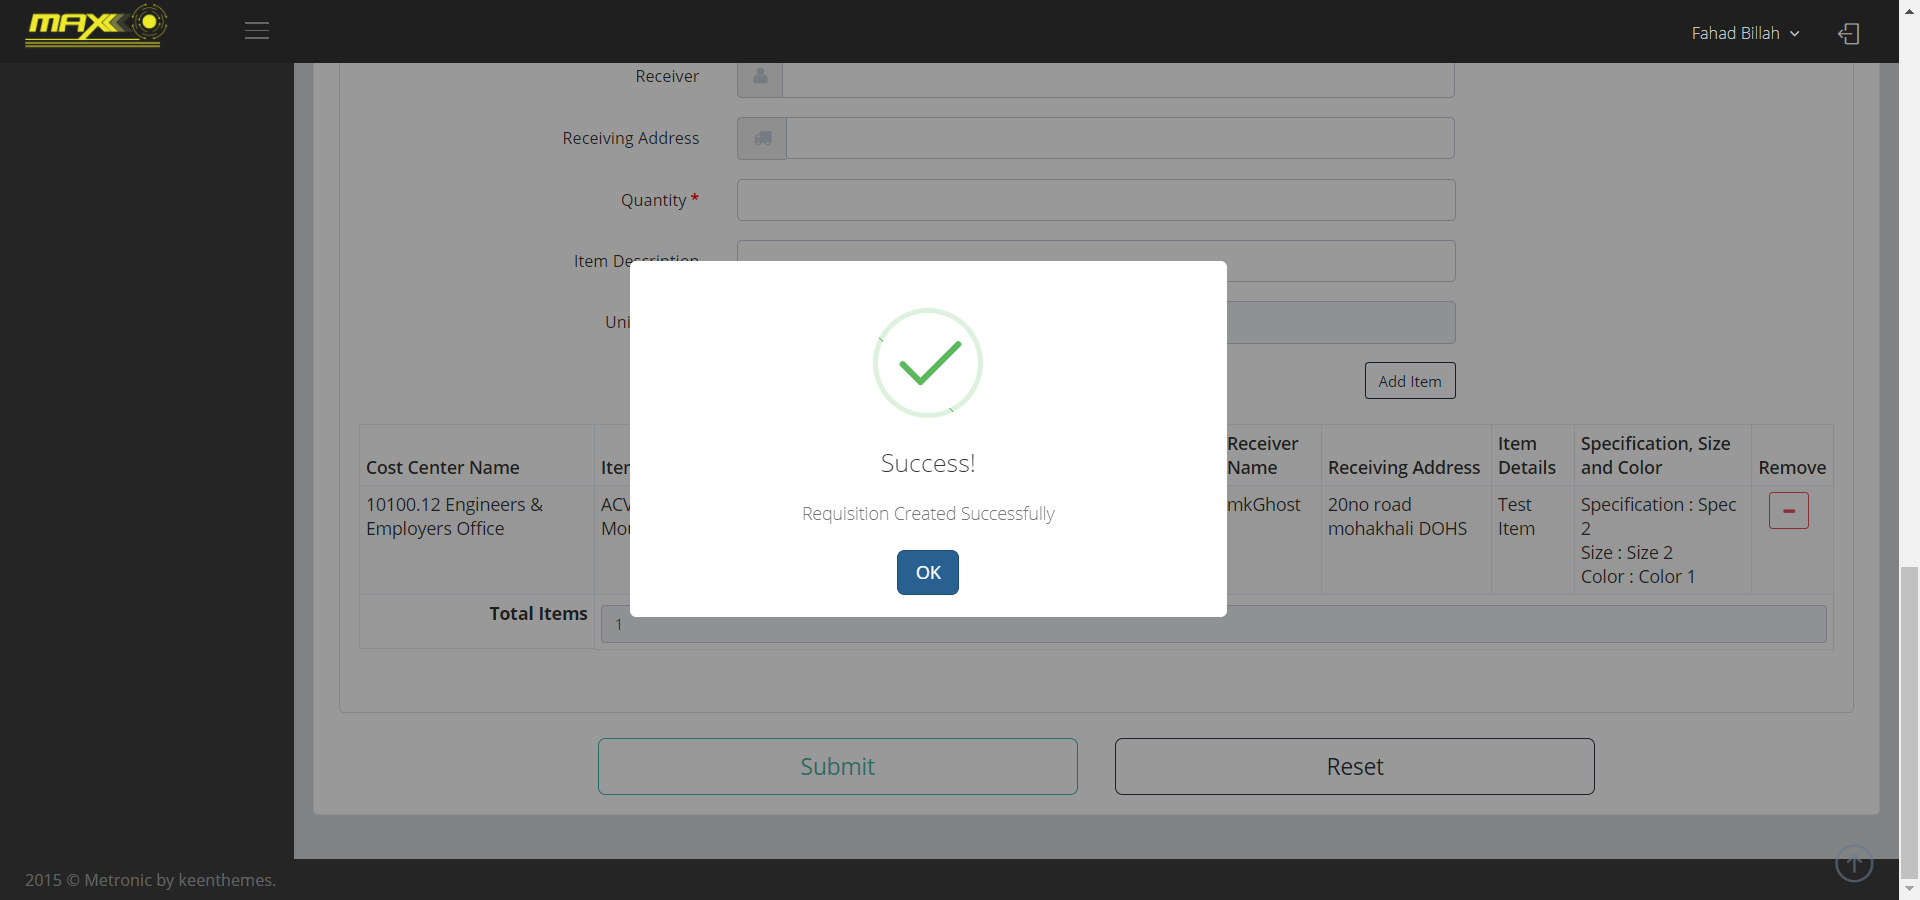 MAX
Fahad Billah
Receiver
Receiving Address
Quantity *
Item Description
Uni
Add Item
Cost Center Name
Receiver Name
Receiving Address
Item Details
Specification, Size and Color
Remove
10100.12 Engineers &
Employers Office
ACV
mkGhost
20no road
mohakhali DOHS
Test
Item
Specification : Spec
2
Size : Size 2
Color : Color 1
Total Items
1
Success!
Requisition Created Successfully
OK
Submit
Reset
2015 © Metronic by keenthemes.